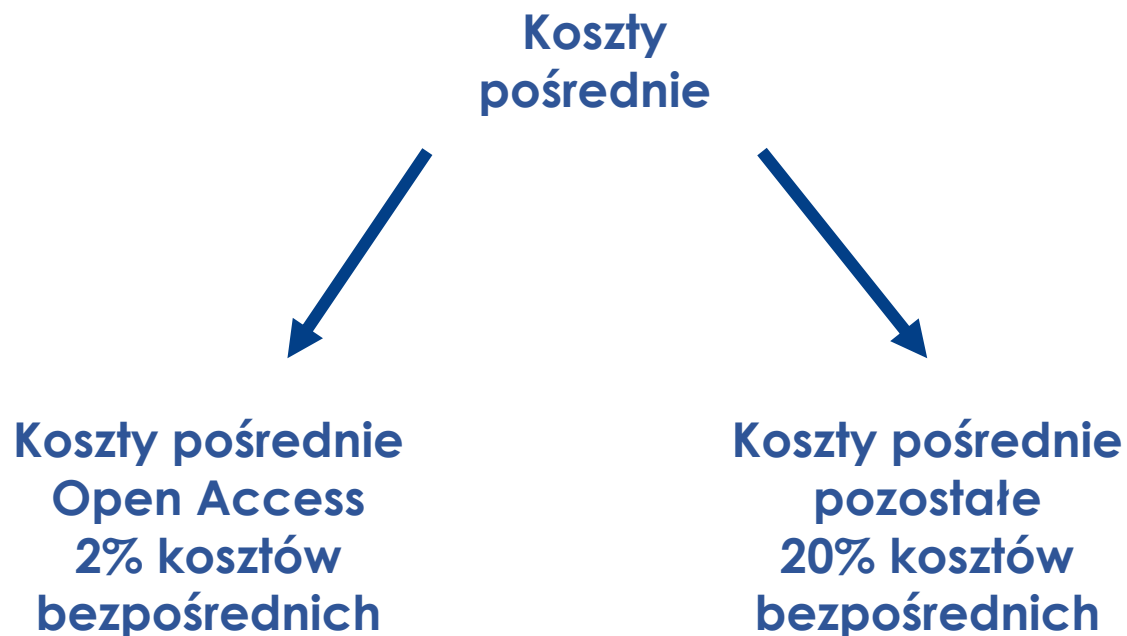 Koszty
pośrednie
Koszty pośrednie
Open Access
2% kosztów
bezpośrednich
Koszty pośrednie
pozostałe
20% kosztów
bezpośrednich